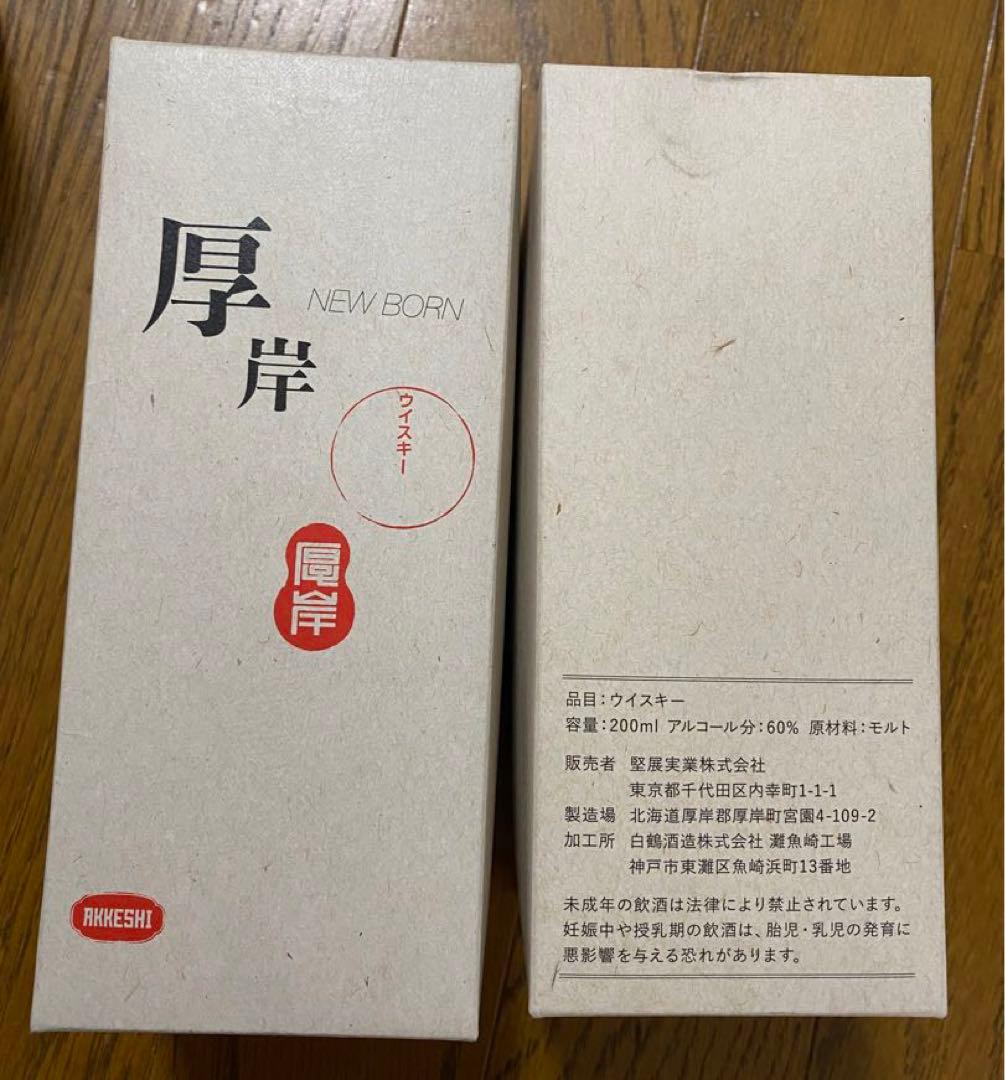 厚岸
NEW BORN
ウイスキー
厚岸
AKKESHI
品目：ウイスキー
容量：200ml アルコール分：60% 原材料：モルト
販売者 堅展実業株式会社
東京都千代田区内幸町1-1-1
製造場 北海道厚岸郡厚岸町宮園4-109-2
加工所 白鶴酒造株式会社 灘魚崎工場
神戸市東灘区魚崎浜町13番地
未成年の飲酒は法律により禁止されています。
妊娠中や授乳期の飲酒は、胎児・乳児の発育に
悪影響を与える恐れがあります。